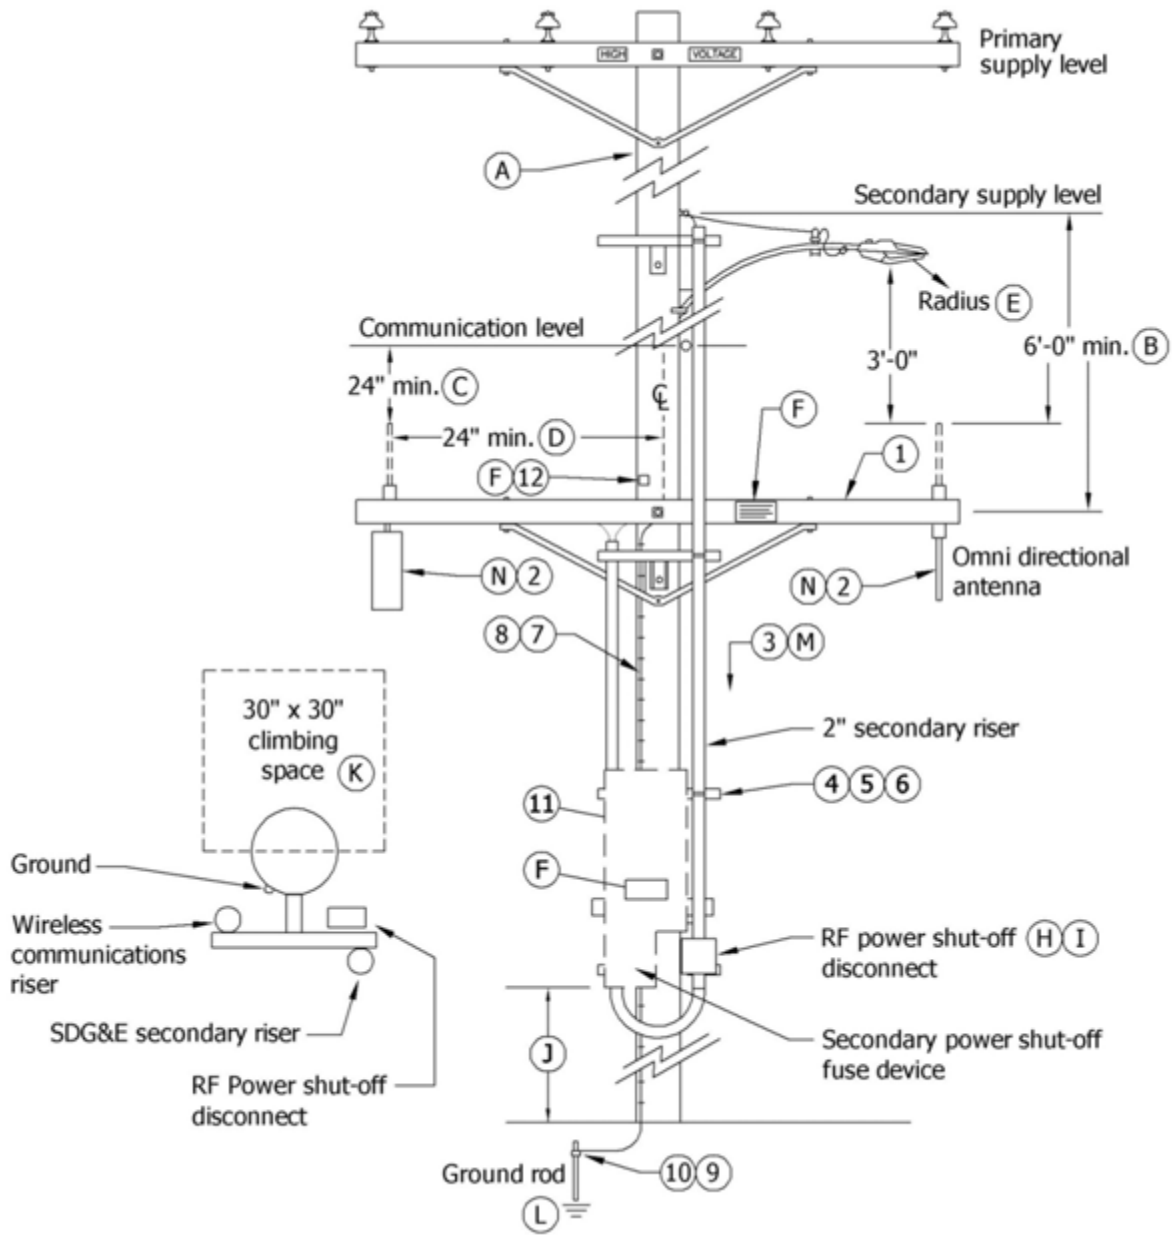 HIGH
VOLTAGE
Primary
supply level
A
Secondary supply level
Radius E
Communication level
6'-0" min. B
3'-0"
24" min. C
CL
F
24" min. D
1
F 12
N 2
Omni directional
antenna
N 2
8 7
3 M
30" x 30"
climbing
space K
2" secondary riser
4 5 6
11
Ground
F
Wireless
communications
riser
RF power shut-off H I
disconnect
SDG&E secondary riser
J
Secondary power shut-off
fuse device
RF Power shut-off
disconnect
Ground rod
10 9
L